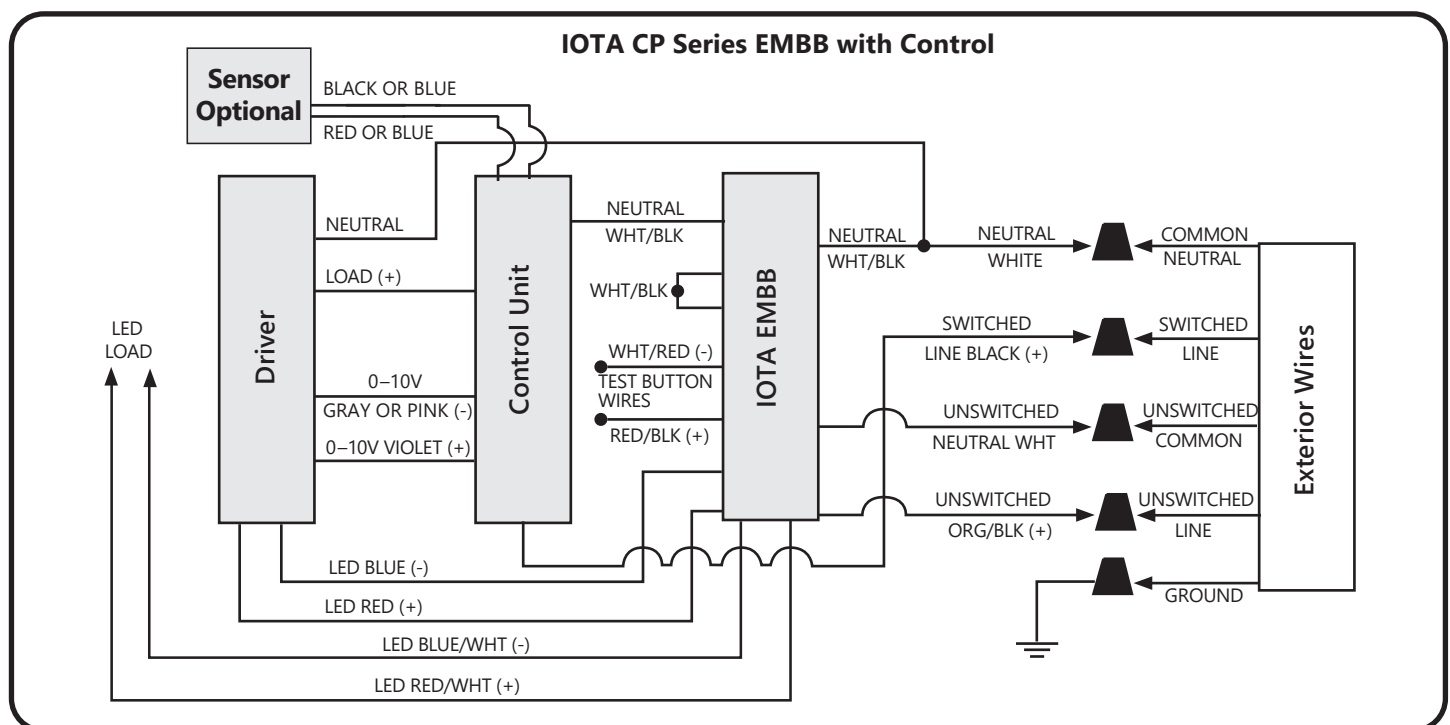 IOTA CP Series EMBB with Control
Sensor
Optional
BLACK OR BLUE
RED OR BLUE
Driver
NEUTRAL
LOAD (+)
0–10V
GRAY OR PINK (-)
0–10V VIOLET (+)
Control Unit
NEUTRAL
WHT/BLK
WHT/BLK
WHT/RED (-)
TEST BUTTON
WIRES
RED/BLK (+)
IOTA EMBB
NEUTRAL
WHT/BLK
NEUTRAL
WHITE
COMMON
NEUTRAL
SWITCHED
LINE BLACK (+)
SWITCHED
LINE
UNSWITCHED
NEUTRAL WHT
UNSWITCHED
COMMON
UNSWITCHED
ORG/BLK (+)
UNSWITCHED
LINE
GROUND
Exterior Wires
LED
LOAD
LED BLUE (-)
LED RED (+)
LED BLUE/WHT (-)
LED RED/WHT (+)